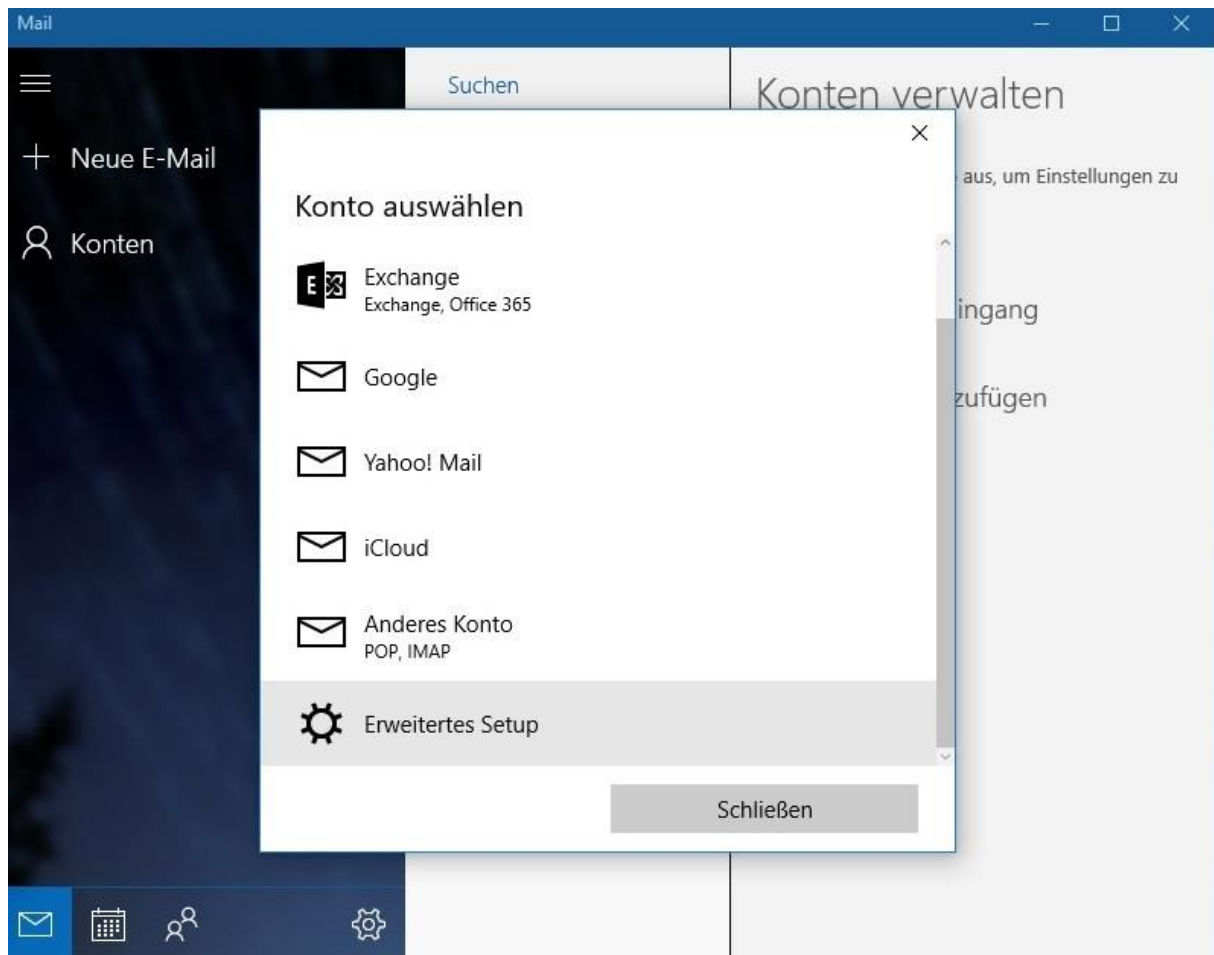 Mail
Suchen
Konten verwalten
Neue E-Mail
aus, um Einstellungen zu
Konten
Konto auswählen
Exchange
Exchange, Office 365
ingang
Google
zufügen
Yahoo! Mail
iCloud
Anderes Konto
POP, IMAP
Erweitertes Setup
Schließen